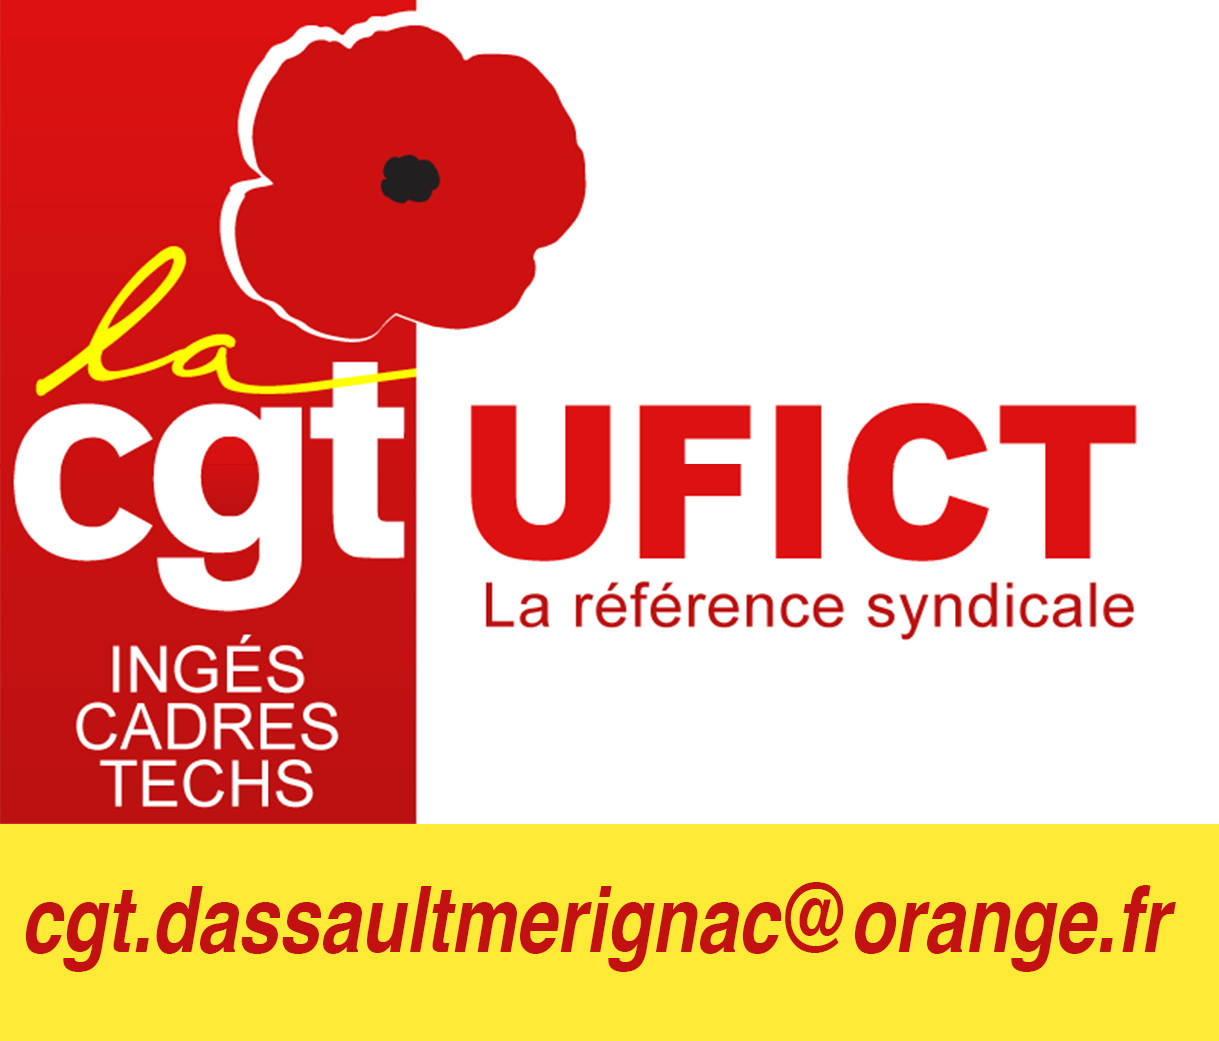 la
cgt
UFICT
La référence syndicale
INGÉS
CADRES
TECHS
cgt.dassaultmerignac@orange.fr